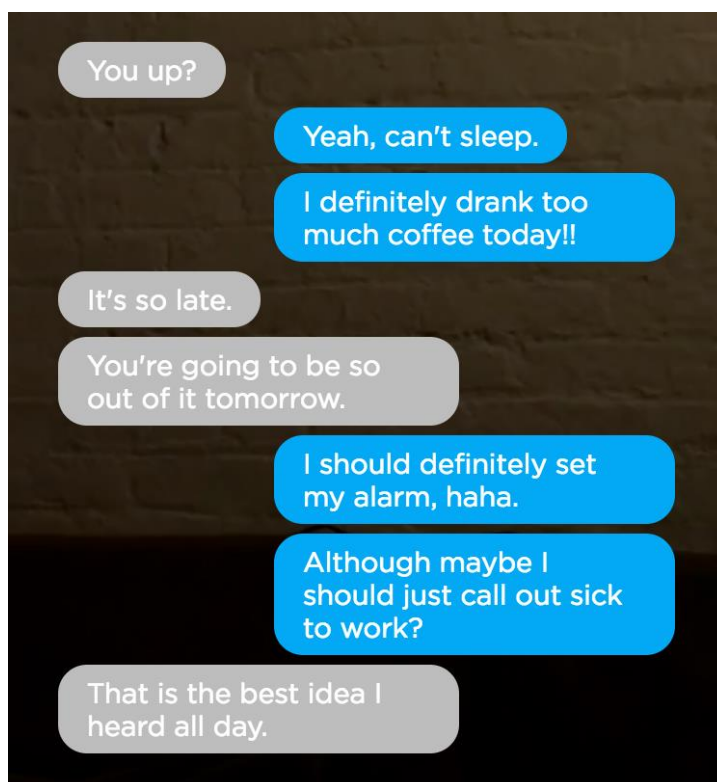 You up?
Yeah, can't sleep.
I definitely drank too
much coffee today!!
It's so late.
You're going to be so
out of it tomorrow.
I should definitely set
my alarm, haha.
Although maybe I
should just call out sick
to work?
That is the best idea I
heard all day.